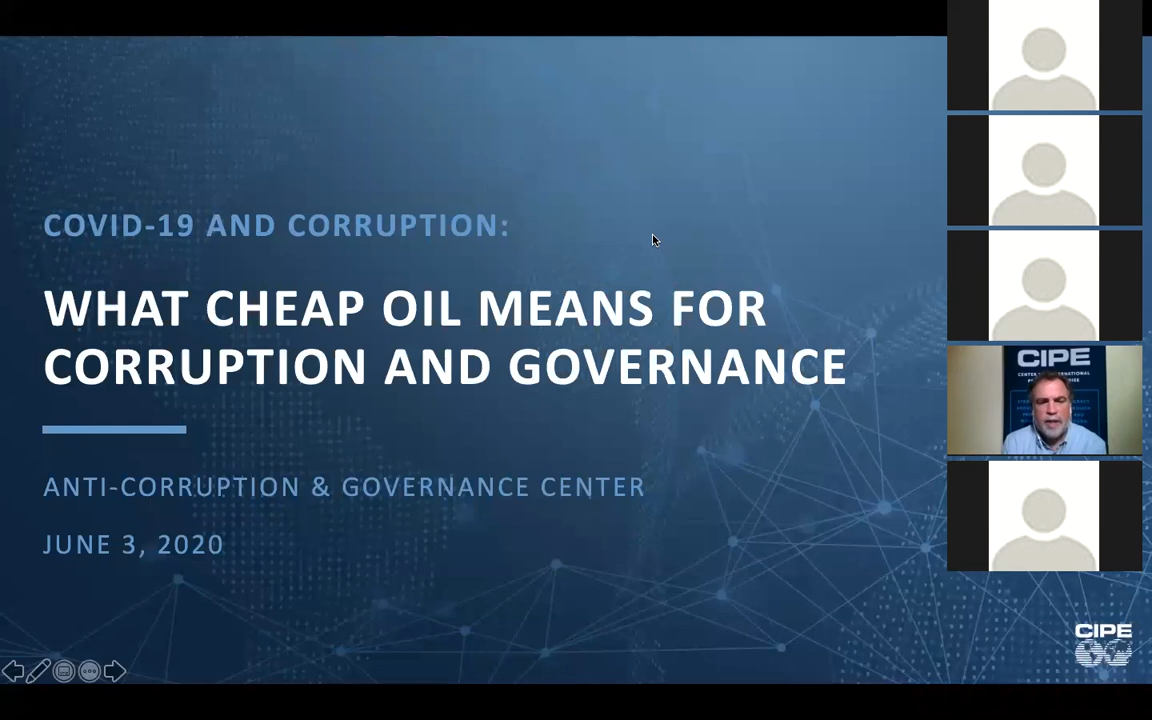 COVID-19 AND CORRUPTION:
WHAT CHEAP OIL MEANS FOR
CORRUPTION AND GOVERNANCE
ANTI-CORRUPTION & GOVERNANCE CENTER
JUNE 3, 2020
CIPE
CIPE